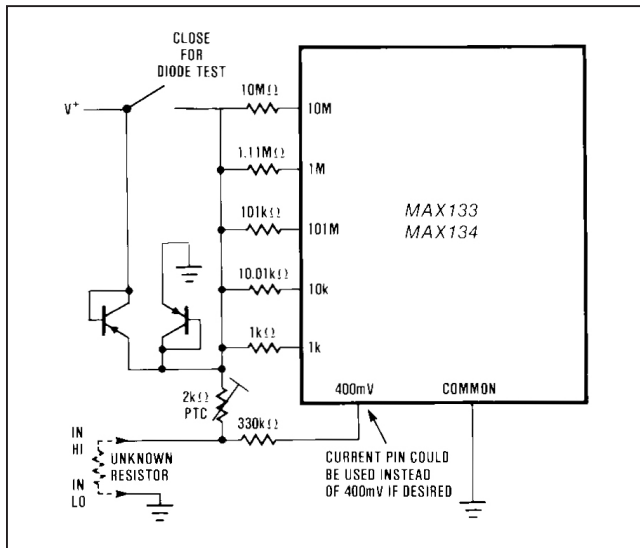 CLOSE
FOR
DIODE TEST
V+
10MΩ
10M
1.11MΩ
1M
101kΩ
101M
MAX133
MAX134
10.01kΩ
10k
1kΩ
1k
400mV
COMMON
2kΩ
PTC
330kΩ
IN
HI
UNKNOWN
RESISTOR
IN
LO
CURRENT PIN COULD
BE USED INSTEAD
OF 400mV IF DESIRED